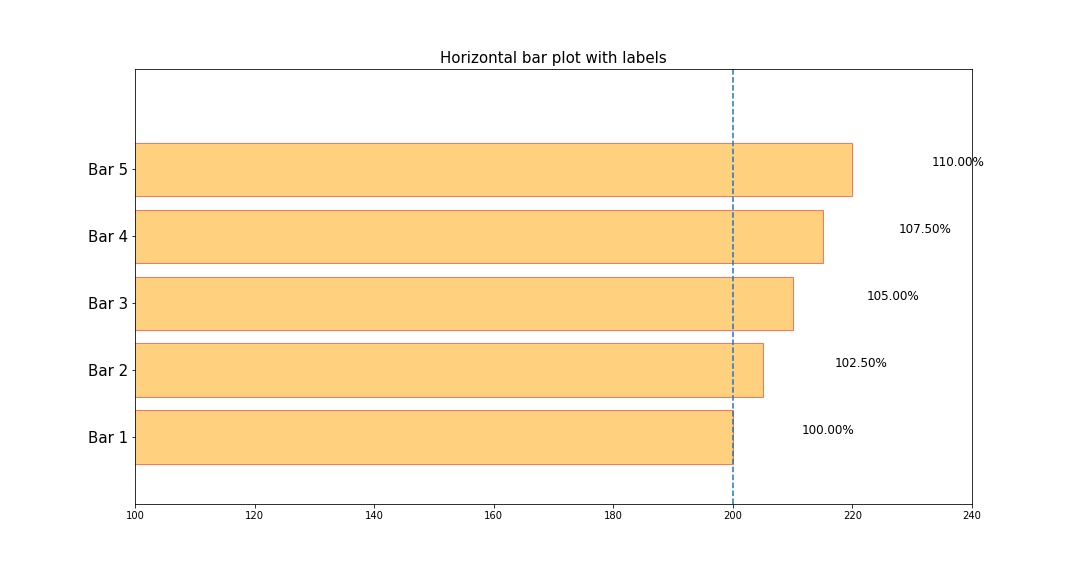 Horizontal bar plot with labels
Bar 5
110.00%
Bar 4
107.50%
Bar 3
105.00%
Bar 2
102.50%
Bar 1
100.00%
100 120 140 160 180 200 220 240